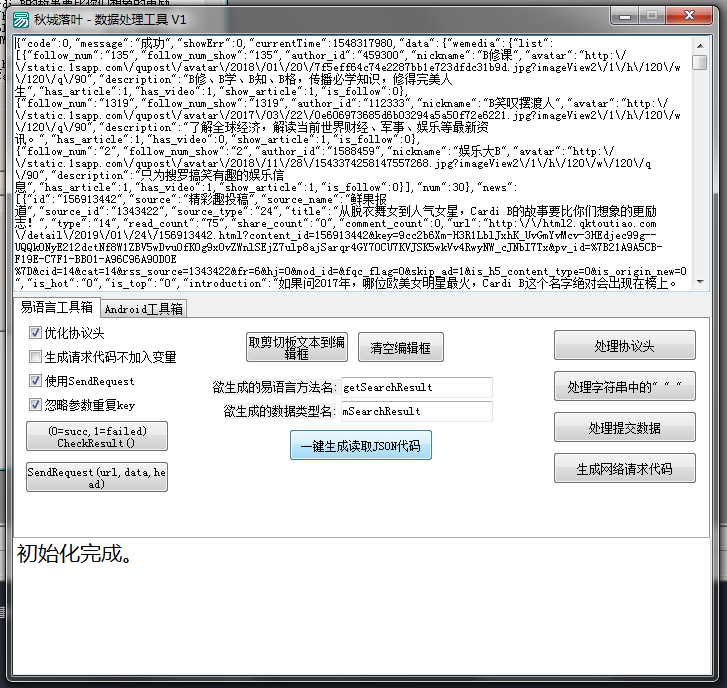 秋城落叶 - 数据处理工具 V1
[{"code":0,"message":"成功","showErr":0,"currentTime":1548317980,"data":{"wemedia":{"list":
[{"follow_num":"135","follow_num_show":"135","author_id":"459300","nickname":"B修课","avatar":"http:\/
\/static.1sapp.com\/qupost\/avatar\/2018\/01\/20\/7f5eff64c74e2287bb1e723dfdc31b9d.jpg?imageView2\/1\/h\/120\/w
\/120\/q\/90","description":"B修、B学、B知、B格，传播必学知识，修得完美人
生","has_article":1,"has_video":1,"show_article":1,"is_follow":0},
{"follow_num":"1319","follow_num_show":"1319","author_id":"112333","nickname":"B笑叹摆渡人","avatar":"http:\/
\/static.1sapp.com\/qupost\/avatar\/2017\/03\/22\/0e606973685d6b03294a5a50f72e6221.jpg?imageView2\/1\/h\/120\/w
\/120\/q\/90","description":"了解全球经济，解读当前世界财经、军事、娱乐等最新资
讯。","has_article":1,"has_video":0,"show_article":1,"is_follow":0},
{"follow_num":"2","follow_num_show":"2","author_id":"1588459","nickname":"娱乐大B","avatar":"http:\/
\/static.1sapp.com\/qupost\/avatar\/2018\/11\/28\/1543374258147557268.jpg?imageView2\/1\/h\/120\/w\/120\/q
\/90","description":"只为搜罗搞笑有趣的娱乐信
息","has_article":1,"has_video":1,"show_article":1,"is_follow":0}],"num":30},"news":
[{"id":"156913442","source":"精彩趣投稿","source_name":"鲜果报
道","source_id":"1343422","source_type":"24","title":"从脱衣舞女到人气女星，Cardi B的故事要比你们想象的更励
志！","type":"14","read_count":"75","share_count":"0","comment_count":0,"url":"http:\/\/html2.qktoutiao.com
\/detail\/2019\/01\/24\/156913442.html?content_id=156913442&key=9cc2b6Xm-H3R1LblJxhK_UvGmYvMcv-3HEdjec99g--
UQQkONyE212dctNf8W1ZBV5wDvuOfKOg9xOvZWnlSEjZ7ulp8ajSarqr4GY7OCU7KVJSK5wkVv4RwyNW_cJNbI7Tx&pv_id=%7B21A9A5CB-
F19E-C7F1-BB01-A96C96A90D0E
%7D&cid=14&cat=14&rss_source=1343422&fr=6&hj=0&mod_id=&fqc_flag=0&skip_ad=1&is_h5_content_type=0&is_origin_new=0
","is_hot":"0","is_top":"0","introduction":"如果问2017年，哪位欧美女明星最火，Cardi B这个名字绝对会出现在榜上。
易语言工具箱 Android工具箱
优化协议头
取剪切板文本到编
辑框
清空编辑框
处理协议头
生成请求代码不加入变量
使用SendRequest
欲生成的易语言方法名: getSearchResult
处理字符串中的" " "
忽略参数重复key
欲生成的数据类型名: mSearchResult
(0=succ,1=failed)
CheckResult()
处理提交数据
一键生成读取JSON代码
SendRequest(url,data,he
ad)
生成网络请求代码
初始化完成。